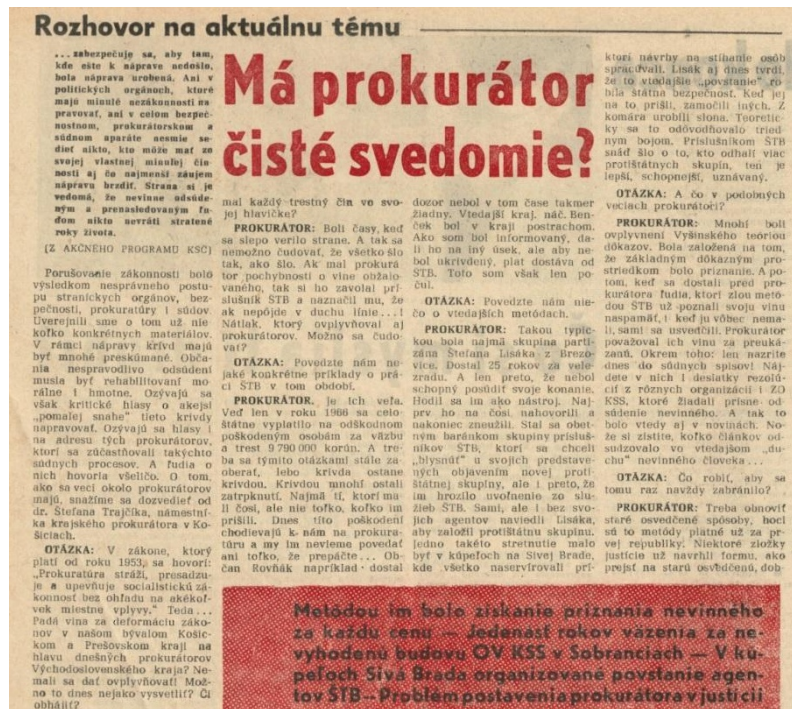 Rozhovor na aktuálnu tému
... zabezpečuje sa, aby tam,
kde ešte k náprave nedošlo,
bola náprava urobená. Ani v
politických orgánoch, ktoré
majú minulé nezákonnosti na-
pravovať, ani v celom bezpeč-
nostnom, prokurátorskom a
súdnom aparáte nesmie se-
dieť nikto, kto môže mať zo
svojej vlastnej minulej čin-
nosti aj čo najmenší záujem
nápravu brzdiť. Strana si je
vedomá, že nevinne odsúde-
ným a prenasledovaným ľu-
ďom nikto nevráti stratené
roky života.
(Z AKČNÉHO PROGRAMU KSČ)
Porušovanie zákonnosti bolo
výsledkom nesprávneho postu-
pu straníckych orgánov, bez-
pečnosti, prokuratúry i súdov.
Uverejnili sme o tom už nie-
koľko konkrétnych materiálov.
V rámci nápravy krívd majú
byť mnohé preskúmané. Obča-
nia nespravodlivo odsúdení
musia byť rehabilitovaní mo-
rálne i hmotne. Ozývajú sa
však kritické hlasy o akejsi
„pomalej snahe" tieto krivdy
napravovať. Ozývajú sa hlasy i
na adresu tých prokurátorov,
ktorí sa zúčastňovali takýchto
súdnych procesov. A ľudia o
nich hovoria všeličo. O tom,
ako sa veci okolo prokurátorov
majú, snažíme sa dozvedieť od
dr. Štefana Trajčíka, námestní-
ka krajského prokurátora v Ko-
šiciach.
OTÁZKA: V zákone, ktorý
platí od roku 1953, sa hovorí:
„Prokuratúra stráži, presadzu-
je a upevňuje socialistickú zá-
konnosť bez ohľadu na akékoľ-
vek miestne vplyvy." Teda...
Padá vina za deformáciu záko-
nov v našom bývalom Košic-
kom a Prešovskom kraji na
hlavu dnešných prokurátorov
Východoslovenského kraja? Ne-
mali sa dať ovplyvňovať! Mož-
no to dnes nejako vysvetliť? Či
obhájiť?
Má prokurátor
čisté svedomie?
mal každý trestný čin vo svo-
jej hlavičke?
PROKURÁTOR: Boli časy, keď
sa slepo verilo strane. A tak sa
nemožno čudovať, že všetko šlo
tak, ako šlo. Ak mal prokurá-
tor pochybnosti o vine obžalo-
vaného, tak si ho zavolal prí-
slušník ŠTB a naznačil mu, že
ak nepôjde v duchu línie...!
Nátlak, ktorý ovplyvňoval aj
prokurátorov. Možno sa čudo-
vať?
OTÁZKA: Povedzte nám ne-
jaké konkrétne príklady o prá-
ci ŠTB v tom období.
PROKURÁTOR. Je ich veľa.
Veď len v roku 1966 sa celo-
štátne vyplatilo na odškodnom
poškodeným osobám za väzbu
a trest 9 790 000 korún. A tre-
ba sa týmito otázkami stále za-
oberať, lebo krivda ostane
krivdou. Krivdou mnohí ostali
zatrpknutí. Najmä tí, ktorí mu-
li čosi, ale nie toľko, koľko im
prišili. Dnes títo poškodení
chodievajú k nám na prokura-
túru a my im nevieme povedať
ani toľko, že prepáčte... Ob-
čan Rovňák napríklad dostal
dozor nebol v tom čase takmer
žiadny. Vtedajší kraj. náč. Ben-
ček bol v kraji postrachom.
Ako som bol informovaný, da-
li ho na iný úsek, ale aby ne-
bol ukrivdený, plat dostáva od
ŠTB. Toto som však len po-
čul.
OTÁZKA: Povedzte nám nie-
čo o vtedajších metódach.
PROKURÁTOR: Takou typic-
kou bola najmä skupina parti-
zána Štefana Lisáka z Brezo-
vice. Dostal 25 rokov za vele-
zradu. A len preto, že nebol
schopný posúdiť svoje konanie.
Hodil sa im ako nástroj. Naj-
prv ho na čosi nahovorili a
nakoniec zneužili. Stal sa obet-
ným baránkom skupiny prísluš-
níkov ŠTB, ktorí sa chceli
„blysnúť" u svojich predstave-
ných objavením novej proti-
štátnej skupiny, ale i preto, že
im hrozilo uvoľnenie zo slu-
žieb ŠTB. Sami, ale i bez svo-
jich agentov naviedli Lisáka,
aby založil protištátnu skupinu.
Jedno takéto stretnutie malo
byť v kúpeľoch na Sivej Brade,
kde všetko naservírovali prí-
ktorí návrhy na stíhanie osôb
spracúvali. Lisák aj dnes tvrdí,
že to vtedajšie „povstanie" ro-
bila štátna bezpečnosť. Keď jej
na to prišli, zamočili iných. Z
komára urobili slona. Teoretic-
ky sa to odôvodňovalo tried-
nym bojom. Príslušníkom ŠTB
snáď šlo o to, kto odhalí viac
protištátnych skupín, ten je
lepší, schopnejší, uznávaný.
OTÁZKA: A čo v podobných
veciach prokurátori?
PROKURÁTOR: Mnohí boli
ovplyvnení Vyšinského teóriou
dôkazov. Bola založená na tom,
že základným dôkazným pro-
striedkom bolo priznanie. A po-
tom, keď sa dostali pred pro-
kurátora ľudia, ktorí zlou metó-
dou ŠTB už poznali svoju vinu
naspamäť, i keď ju vôbec nema-
li, sami sa usvedčili. Prokurátor
považoval ich vinu za preuká-
zanú. Okrem toho: len nazrite
dnes do súdnych spisov! Náj-
dete v nich i desiatky rezolú-
cií z rôznych organizácií i ZO
KSS, ktoré žiadali prísne od-
súdenie nevinného. A tak to
bolo vtedy aj v novinách. No-
že si zistite, koľko článkov od-
sudzovalo vo vtedajšom „du-
chu" nevinného človeka...
OTÁZKA: Čo robiť, aby sa
tomu raz navždy zabránilo?
PROKURÁTOR: Treba obnoviť
staré osvedčené spôsoby, hoci
sú to metódy platné už za pr-
vej republiky. Niektoré zložky
justície už navrhli formu, ako
prejsť na starú osvedčenú, dob-
Metódou im bolo získanie priznania nevinného
za každú cenu — Jedenásť rokov väzenia za ne-
vyhodenú budovu OV KSS v Sobranciach — V kú-
peľoch Sivá Brada organizované povstanie agen-
tov ŠTB — Problém postavenia prokurátora v justícii